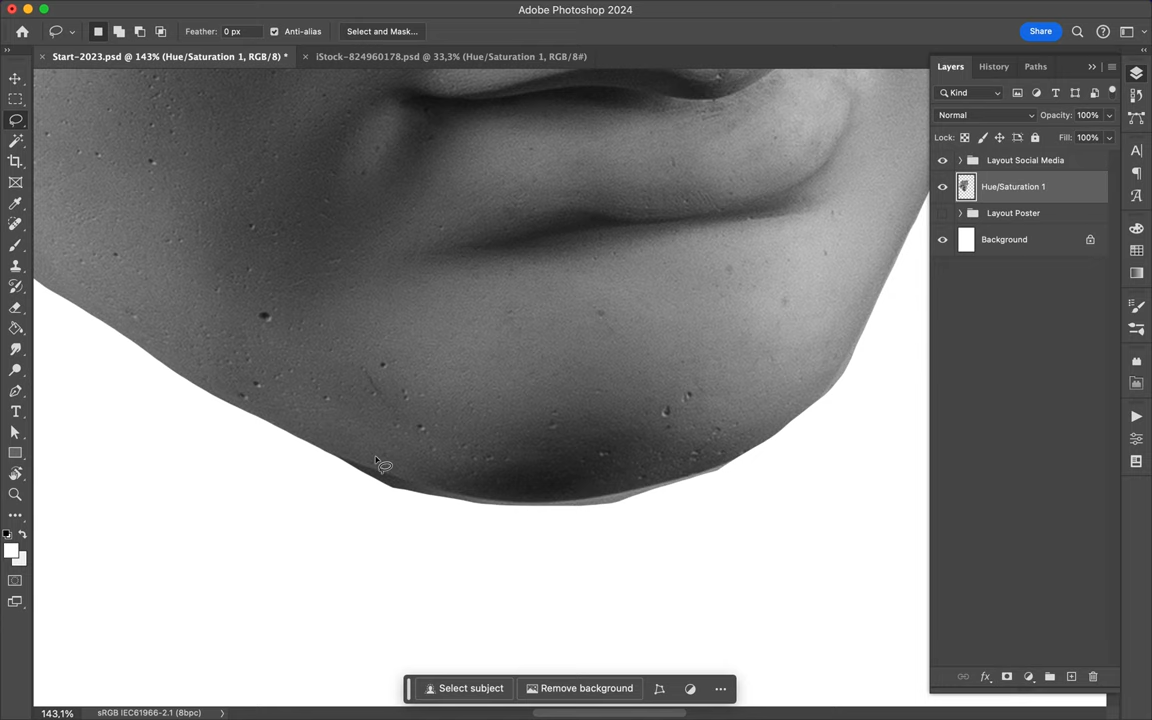 Adobe Photoshop 2024
Feather: 0 px Anti-alias Select and Mask... Share
× Start-2023.psd @ 143% (Hue/Saturation 1, RGB/8) * × iStock-824960178.psd @ 33,3% (Hue/Saturation 1, RGB/8#)
Layers History Paths
Kind
Normal Opacity: 100%
Lock: Fill: 100%
Layout Social Media
Hue/Saturation 1
Layout Poster
Background
Select subject Remove background
143,1% sRGB IEC61966-2.1 (8bpc)